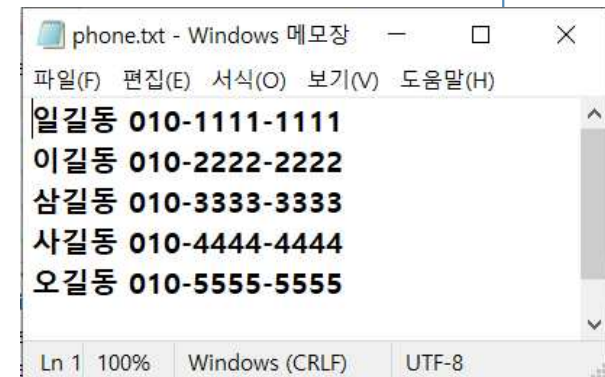 phone.txt - Windows 메모장
파일(F) 편집(E) 서식(O) 보기(V) 도움말(H)
일길동 010-1111-1111
이길동 010-2222-2222
삼길동 010-3333-3333
사길동 010-4444-4444
오길동 010-5555-5555
Ln 1 100% Windows (CRLF) UTF-8